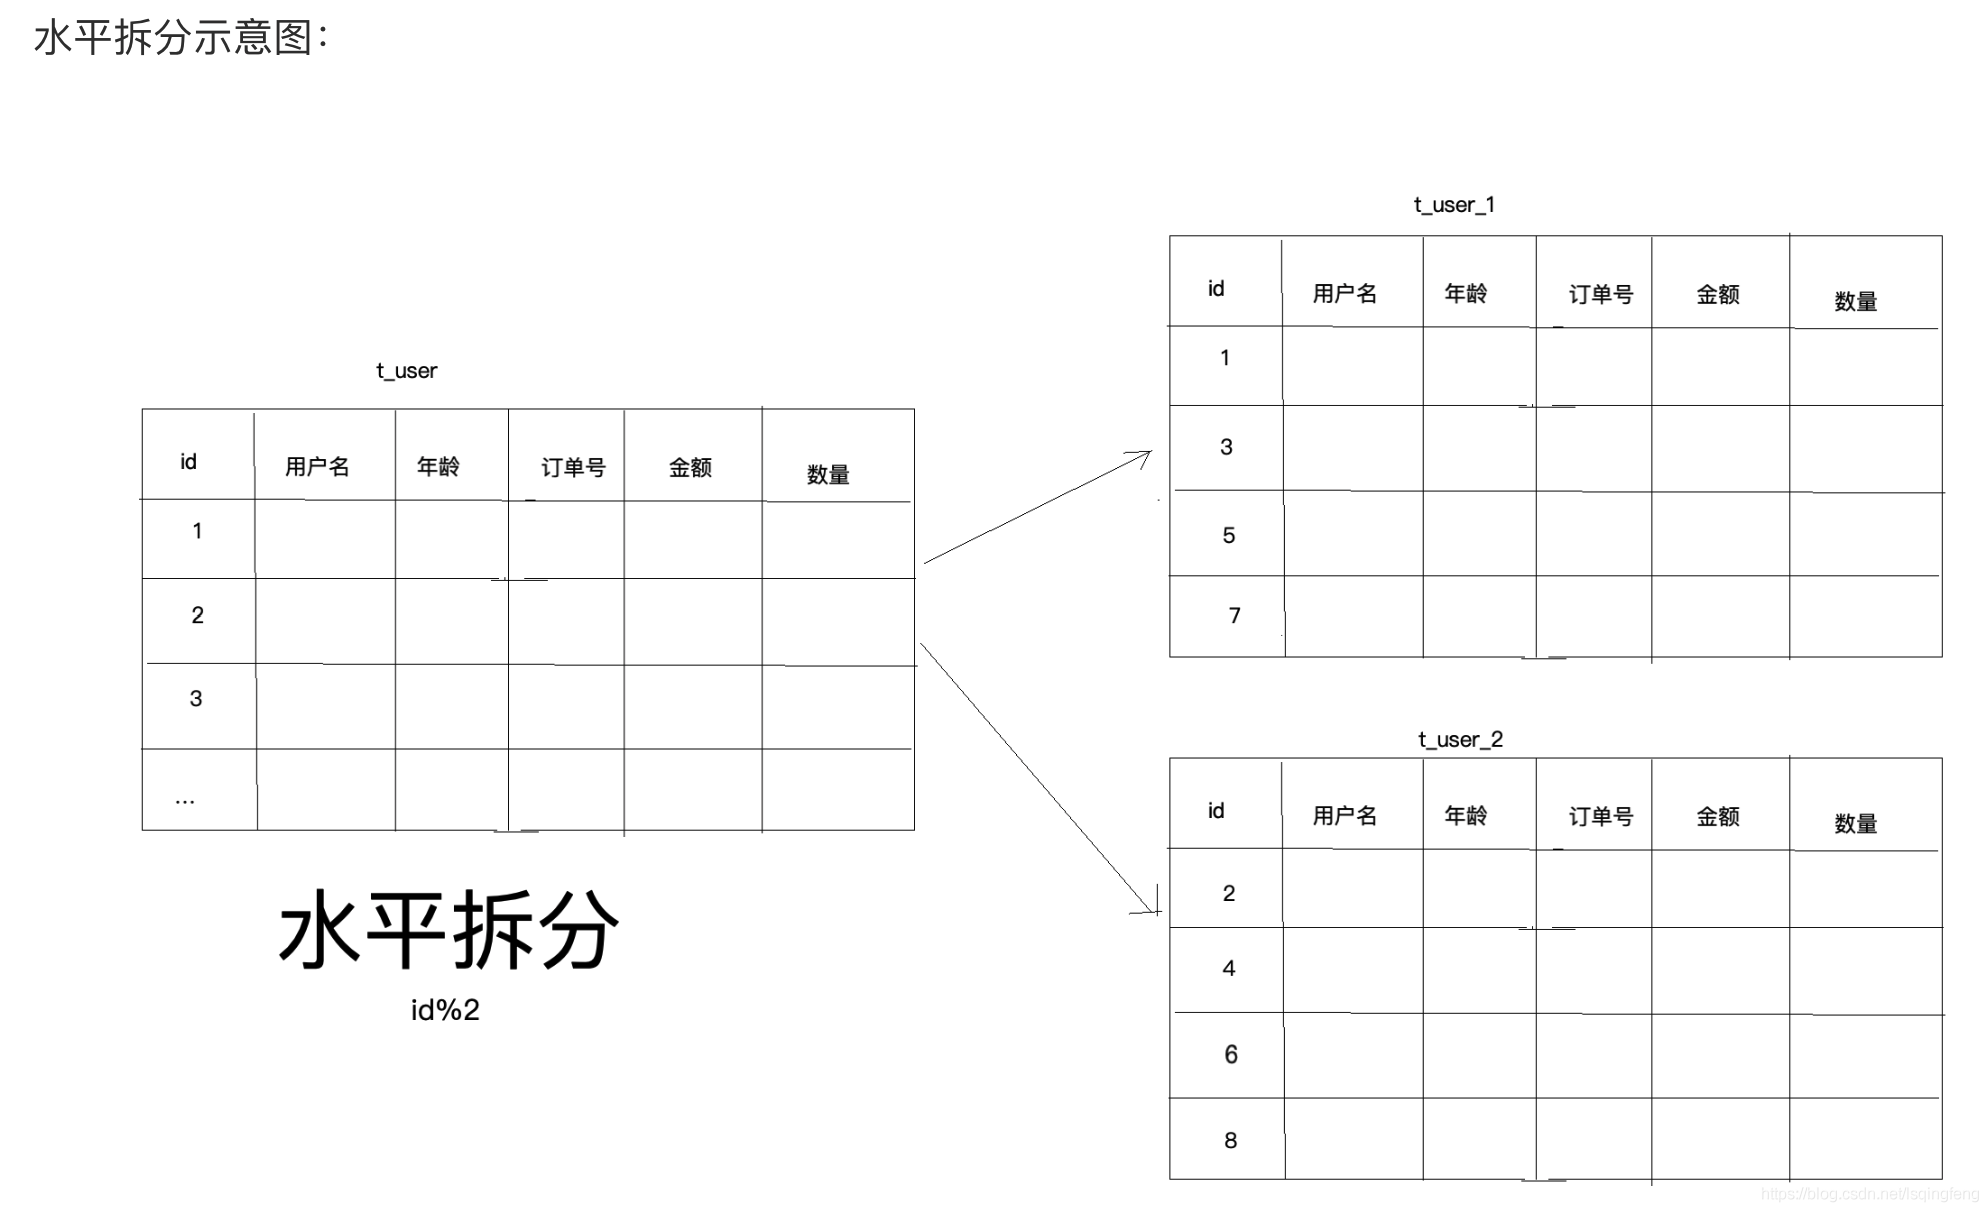 水平拆分示意图：
t_user
id 用户名 年龄 订单号 金额 数量
1
2
3
...
水平拆分
id%2
t_user_1
id 用户名 年龄 订单号 金额 数量
1
3
5
7
t_user_2
id 用户名 年龄 订单号 金额 数量
2
4
6
8
https://blog.csdn.net/lsqingfeng